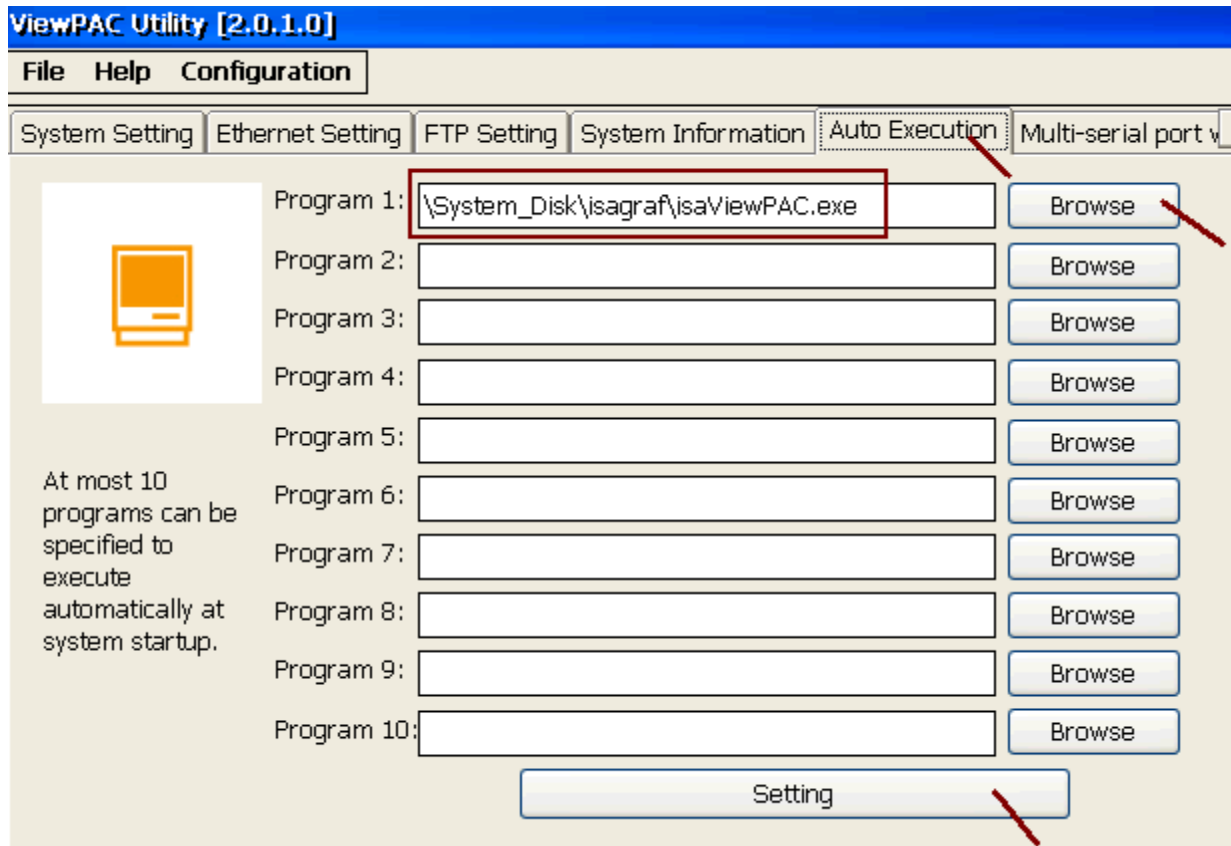 ViewPAC Utility [2.0.1.0]
File Help Configuration
System Setting Ethernet Setting FTP Setting System Information Auto Execution Multi-serial port
Program 1: \System_Disk\isagraf\isaViewPAC.exe Browse
Program 2: Browse
Program 3: Browse
Program 4: Browse
Program 5: Browse
Program 6: Browse
Program 7: Browse
Program 8: Browse
Program 9: Browse
Program 10: Browse
At most 10
programs can be
specified to
execute
automatically at
system startup.
Setting